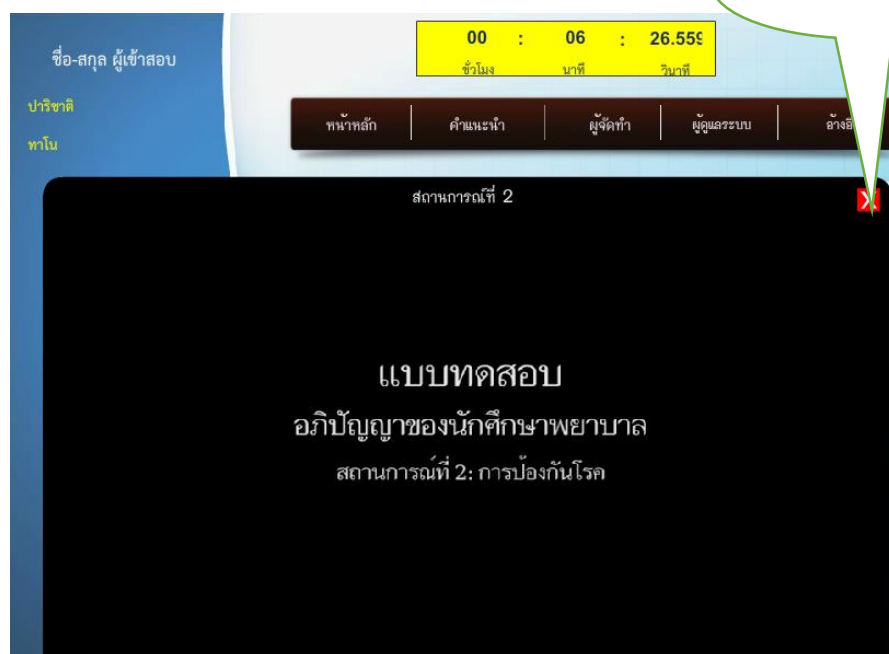 ชื่อ-สกุล ผู้เข้าสอบ
ปาริชาติ
ทาโน
00 : 06 : 26.559
ชั่วโมง นาที วินาที
หน้าหลัก คำแนะนำ ผู้จัดทำ ผู้ดูแลระบบ
สถานการณ์ที่ 2
X
แบบทดสอบ
อภิปัญญาของนักศึกษาพยาบาล
สถานการณ์ที่ 2: การป้องกันโรค